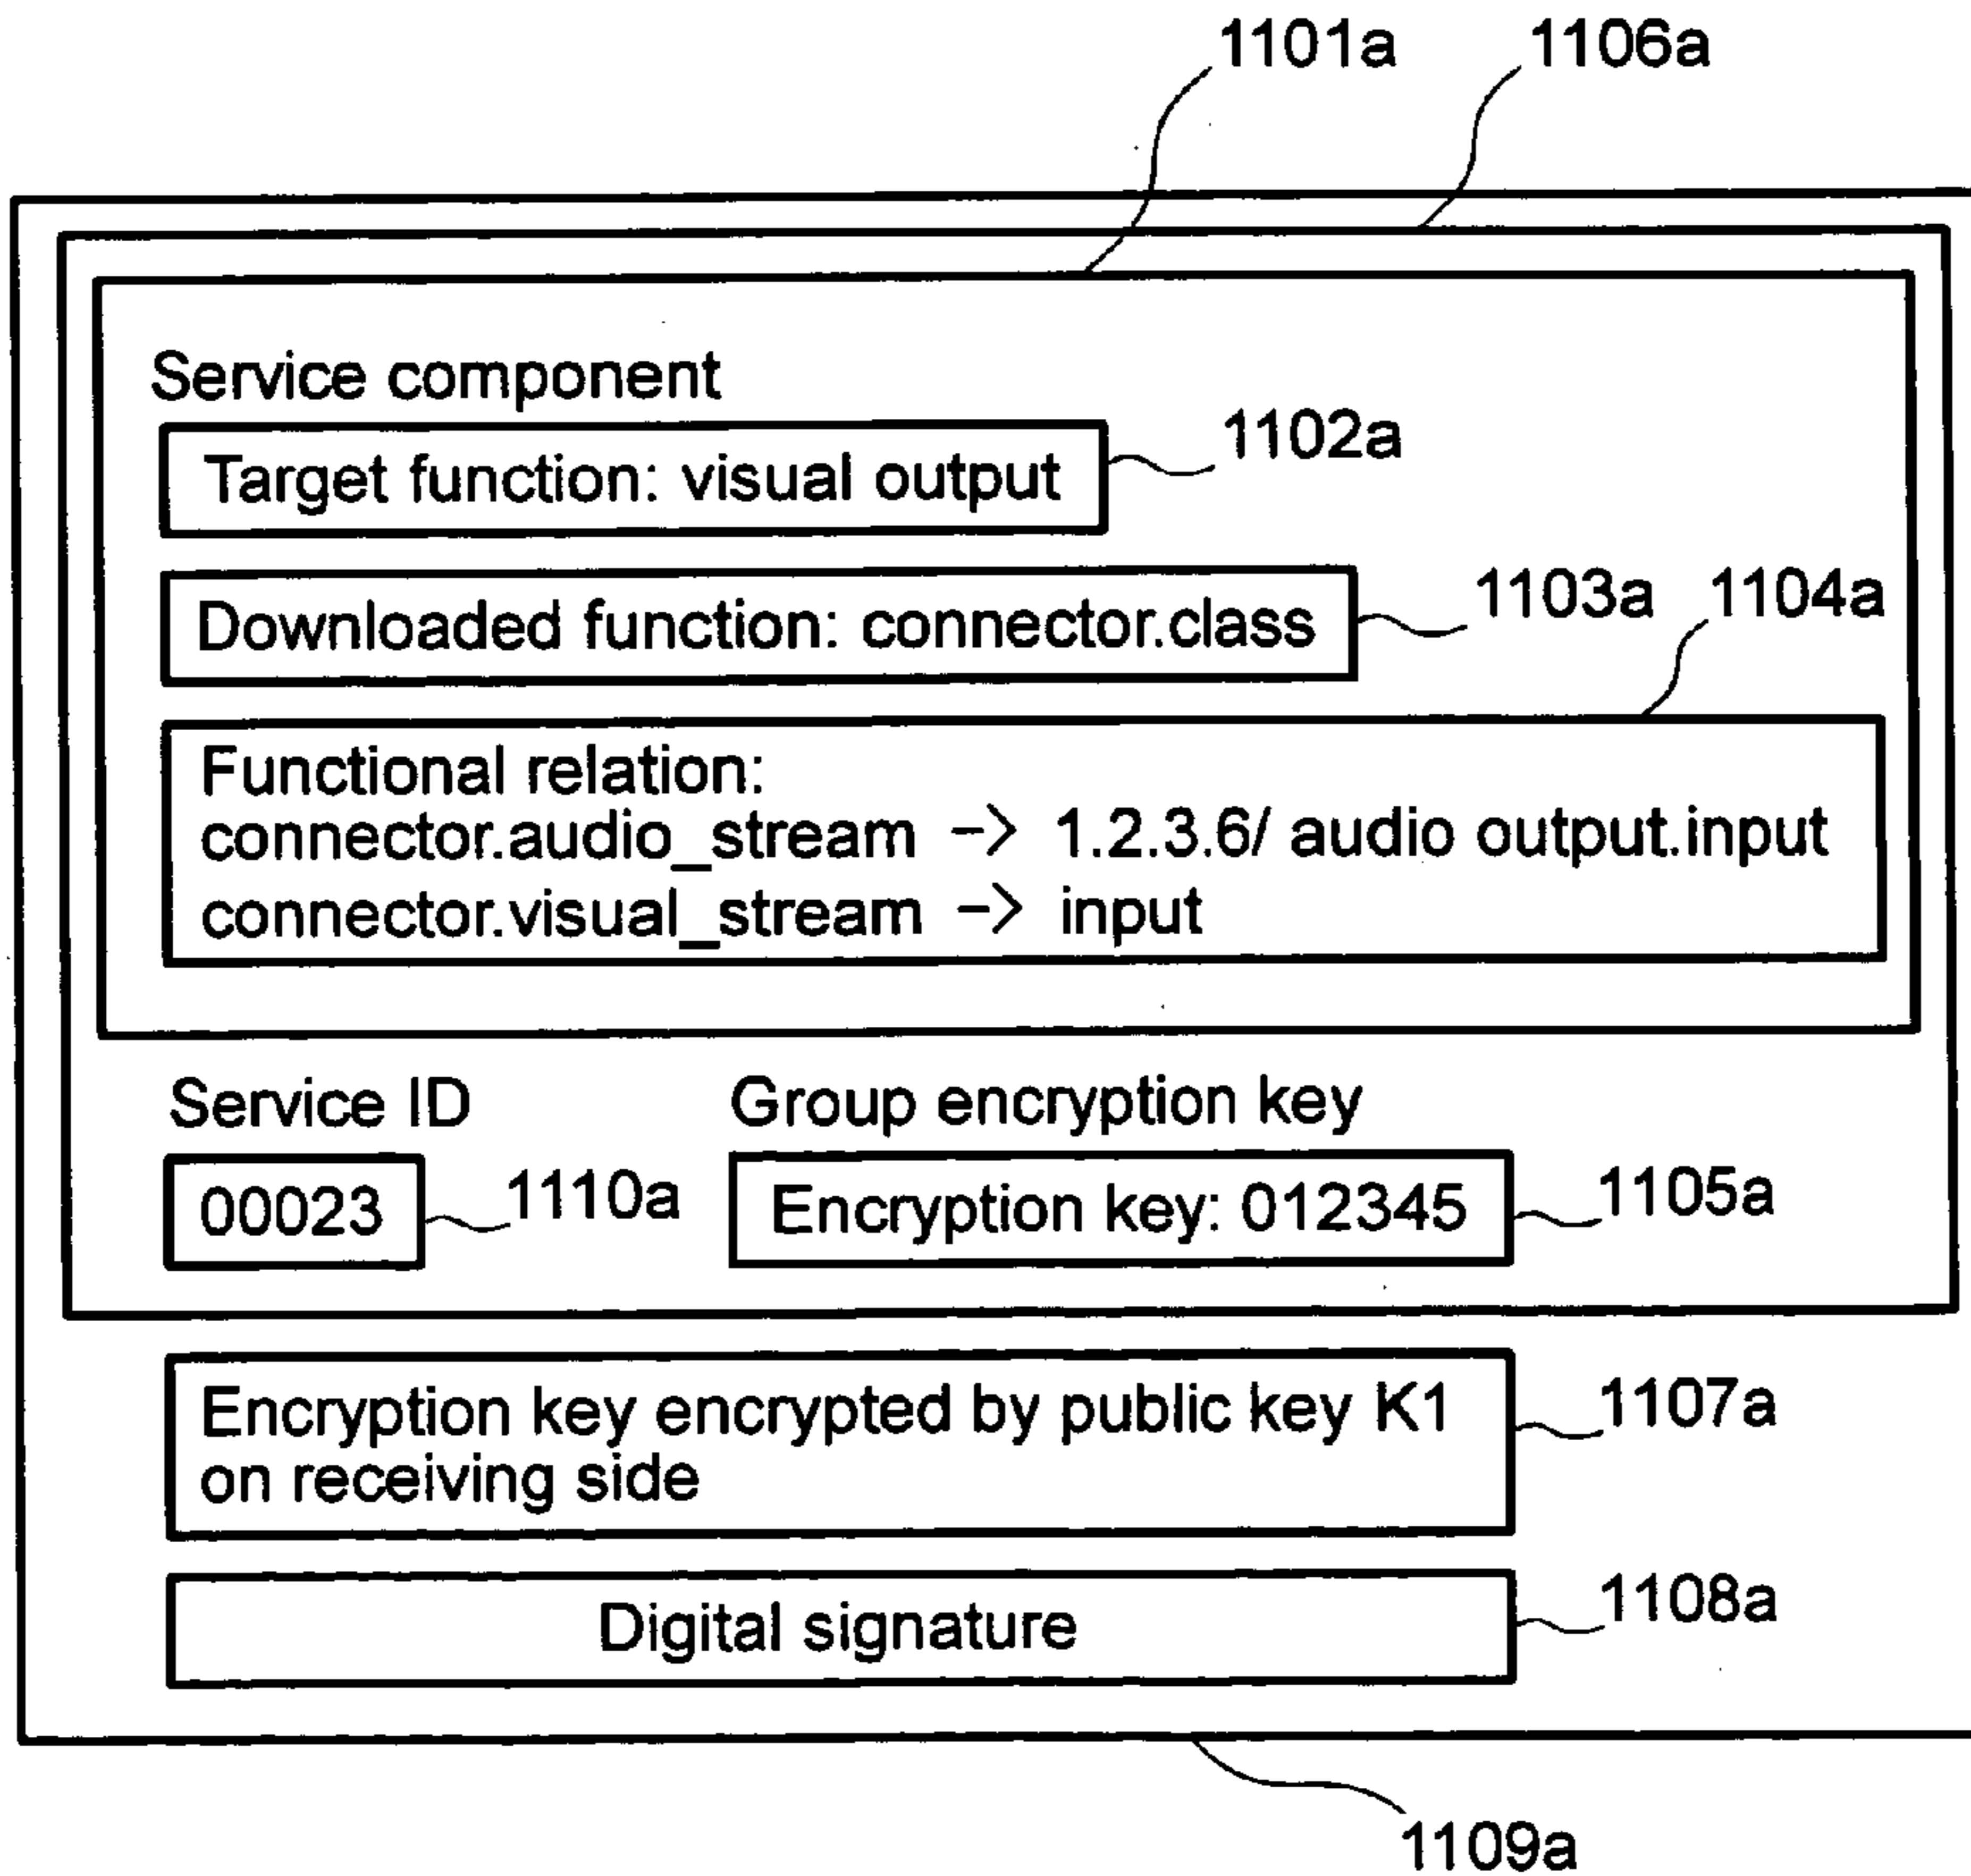 1101a 1106a
Service component
Target function: visual output 1102a
Downloaded function: connector.class 1103a 1104a
Functional relation:
connector.audio_stream -> 1.2.3.6/ audio output.input
connector.visual_stream -> input
Service ID Group encryption key
00023 1110a Encryption key: 012345 1105a
Encryption key encrypted by public key K1 1107a
on receiving side
Digital signature 1108a
1109a